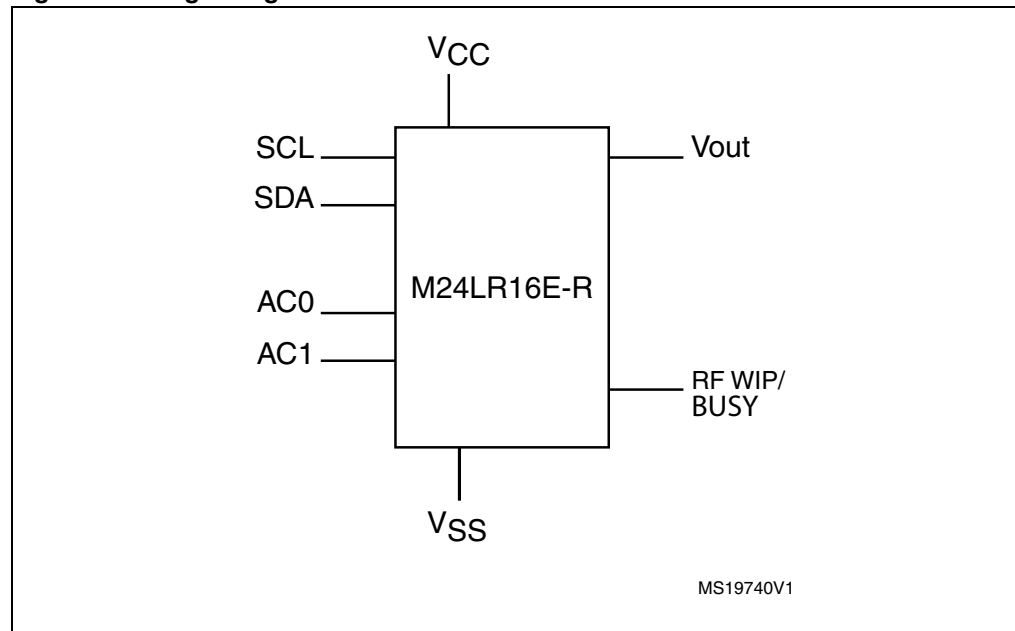 VCC
SCL
SDA
AC0
AC1
M24LR16E-R
Vout
RF WIP/
BUSY
VSS
MS19740V1